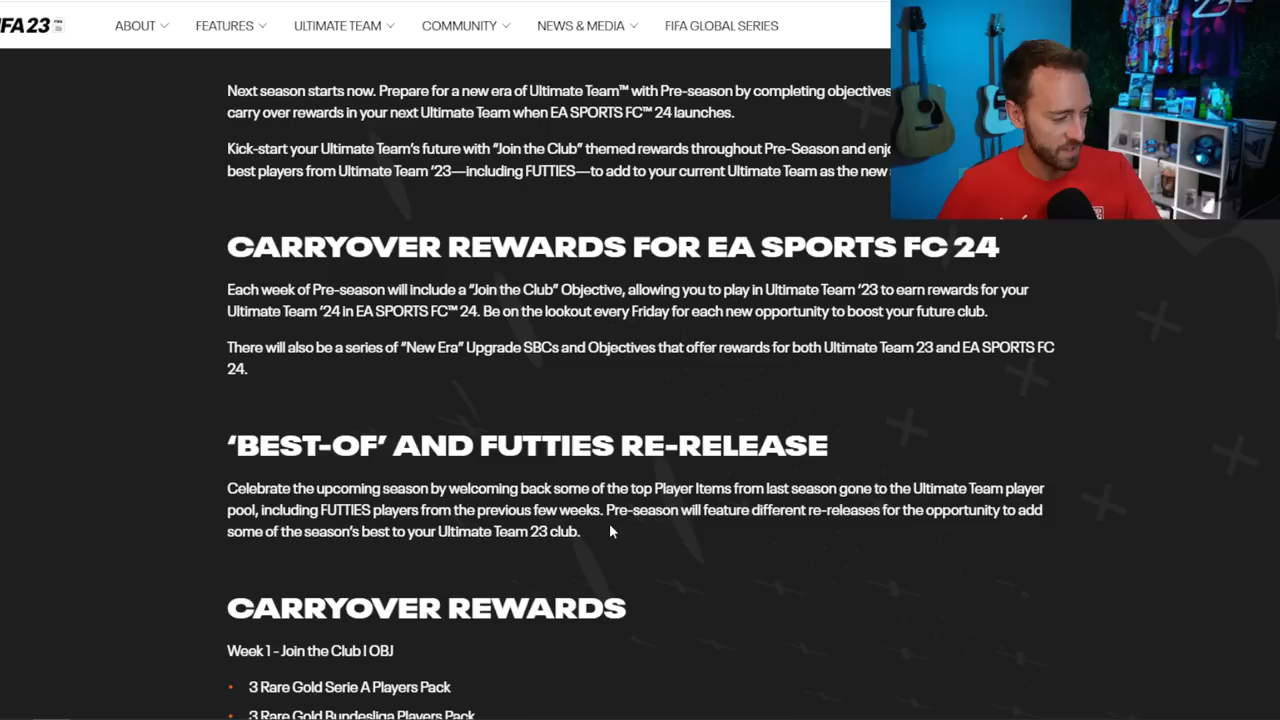 IFA 23
ABOUT FEATURES ULTIMATE TEAM COMMUNITY NEWS & MEDIA FIFA GLOBAL SERIES
Next season starts now. Prepare for a new era of Ultimate Team™ with Pre-season by completing objectives
carry over rewards in your next Ultimate Team when EA SPORTS FC™ 24 launches.
Kick-start your Ultimate Team's future with "Join the Club" themed rewards throughout Pre-Season and
best players from Ultimate Team '23—including FUTTIES—to add to your current Ultimate Team as the new
CARRYOVER REWARDS FOR EA SPORTS FC 24
Each week of Pre-season will include a "Join the Club" Objective, allowing you to play in Ultimate Team '23 to earn rewards for your
Ultimate Team '24 in EA SPORTS FC™ 24. Be on the lookout every Friday for each new opportunity to boost your future club.
There will also be a series of "New Era" Upgrade SBCs and Objectives that offer rewards for both Ultimate Team 23 and EA SPORTS FC
24.
'BEST-OF' AND FUTTIES RE-RELEASE
Celebrate the upcoming season by welcoming back some of the top Player Items from last season gone to the Ultimate Team player
pool, including FUTTIES players from the previous few weeks. Pre-season will feature different re-releases for the opportunity to add
some of the season's best to your Ultimate Team 23 club.
CARRYOVER REWARDS
Week 1 - Join the Club I OBJ
• 3 Rare Gold Serie A Players Pack
• 3 Rare Gold Bundesliga Players Pack